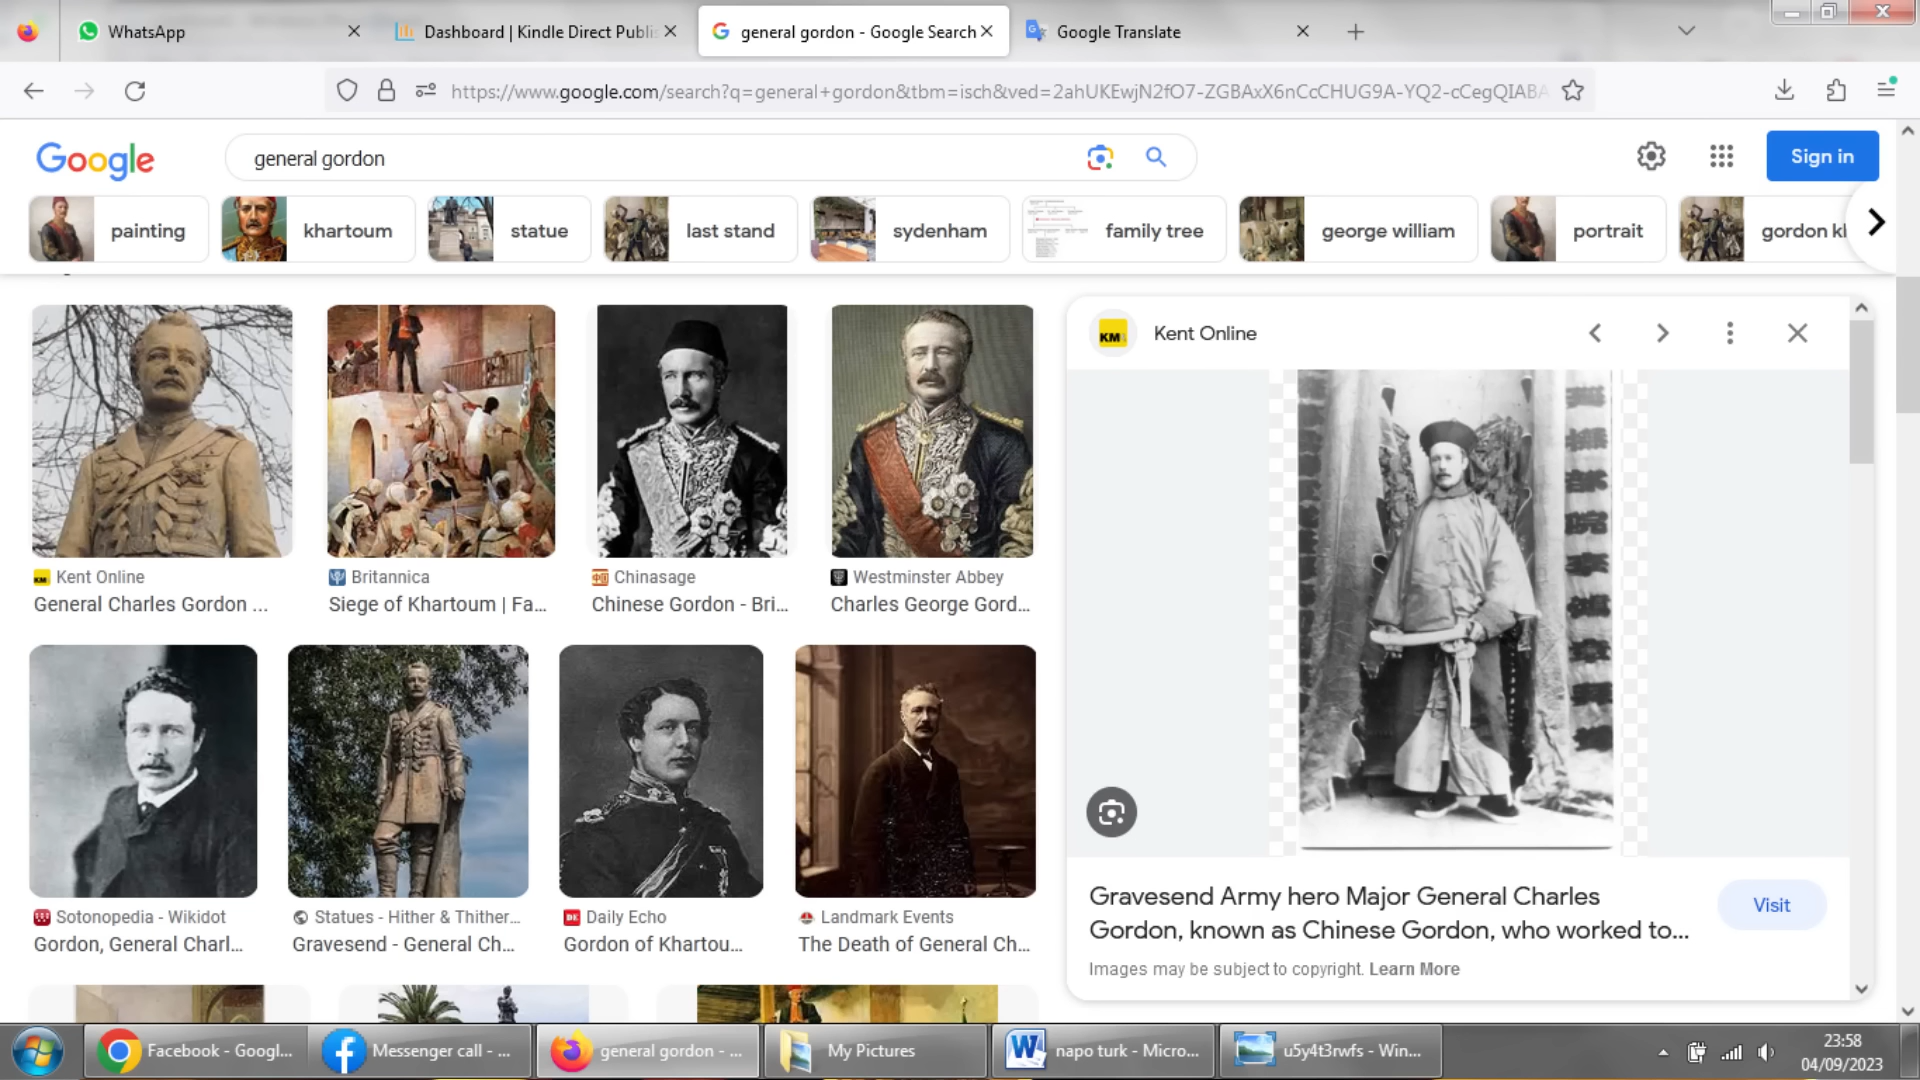 WhatsApp
Dashboard | Kindle Direct Publis
general gordon - Google Search
Google Translate
https://www.google.com/search?q=general+gordon&tbm=isch&ved=2ahUKEwjN2fO7-ZGBAxX6nCcCHUG9A-YQ2-cCegQIABA
Google
general gordon
Sign in
painting
khartoum
statue
last stand
sydenham
family tree
george william
portrait
gordon kh
KM Kent Online
Kent Online
Britannica
Chinasage
Westminster Abbey
General Charles Gordon ...
Siege of Khartoum | Fa...
Chinese Gordon - Bri...
Charles George Gord...
Sotonopedia - Wikidot
Statues - Hither & Thither...
Daily Echo
Landmark Events
Gordon, General Charl...
Gravesend - General Ch...
Gordon of Khartou...
The Death of General Ch...
Gravesend Army hero Major General Charles
Gordon, known as Chinese Gordon, who worked to...
Visit
Images may be subject to copyright. Learn More
Facebook - Googl...
Messenger call - ...
general gordon - ...
My Pictures
napo turk - Micro...
u5y4t3rwfs - Win...
23:58
04/09/2023